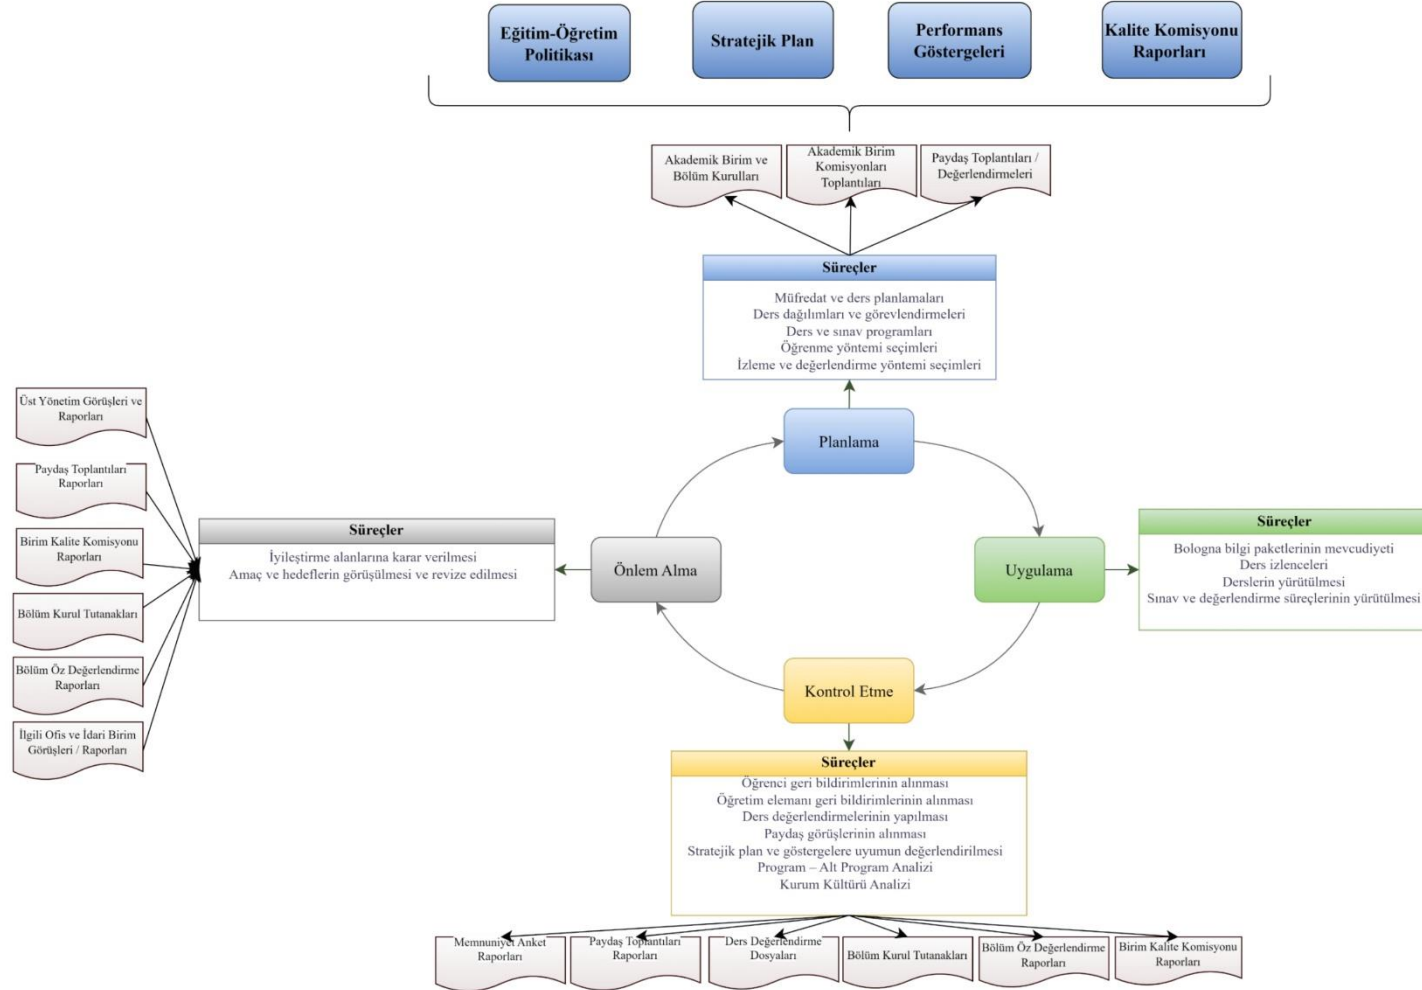 Eğitim-Öğretim
Politikası
Stratejik Plan
Performans
Göstergeleri
Kalite Komisyonu
Raporları
Akademik Birim ve
Bölüm Kurulları
Akademik Birim
Komisyonları
Toplantıları
Paydaş Toplantıları /
Değerlendirmeleri
Süreçler
Müfredat ve ders planlamaları
Ders dağılımları ve görevlendirmeleri
Ders ve sınav programları
Öğrenme yöntemi seçimleri
İzleme ve değerlendirme yöntemi seçimleri
Planlama
Üst Yönetim Görüşleri ve
Raporları
Paydaş Toplantıları
Raporları
Birim Kalite Komisyonu
Raporları
Bölüm Kurul Tutanakları
Bölüm Öz Değerlendirme
Raporları
İlgili Ofis ve İdari Birim
Görüşleri / Raporları
Süreçler
İyileştirme alanlarına karar verilmesi
Amaç ve hedeflerin görüşülmesi ve revize edilmesi
Önlem Alma
Uygulama
Süreçler
Bologna bilgi paketlerinin mevcudiyeti
Ders izlenceleri
Derslerin yürütülmesi
Sınav ve değerlendirme süreçlerinin yürütülmesi
Kontrol Etme
Süreçler
Öğrenci geri bildirimlerinin alınması
Öğretim elemanı geri bildirimlerinin alınması
Ders değerlendirmelerinin yapılması
Paydaş görüşlerinin alınması
Stratejik plan ve göstergelere uyumun değerlendirilmesi
Program – Alt Program Analizi
Kurum Kültürü Analizi
Memnuniyet Anket
Raporları
Paydaş Toplantıları
Raporları
Ders Değerlendirme
Dosyaları
Bölüm Kurul Tutanakları
Bölüm Öz Değerlendirme
Raporları
Birim Kalite Komisyonu
Raporları